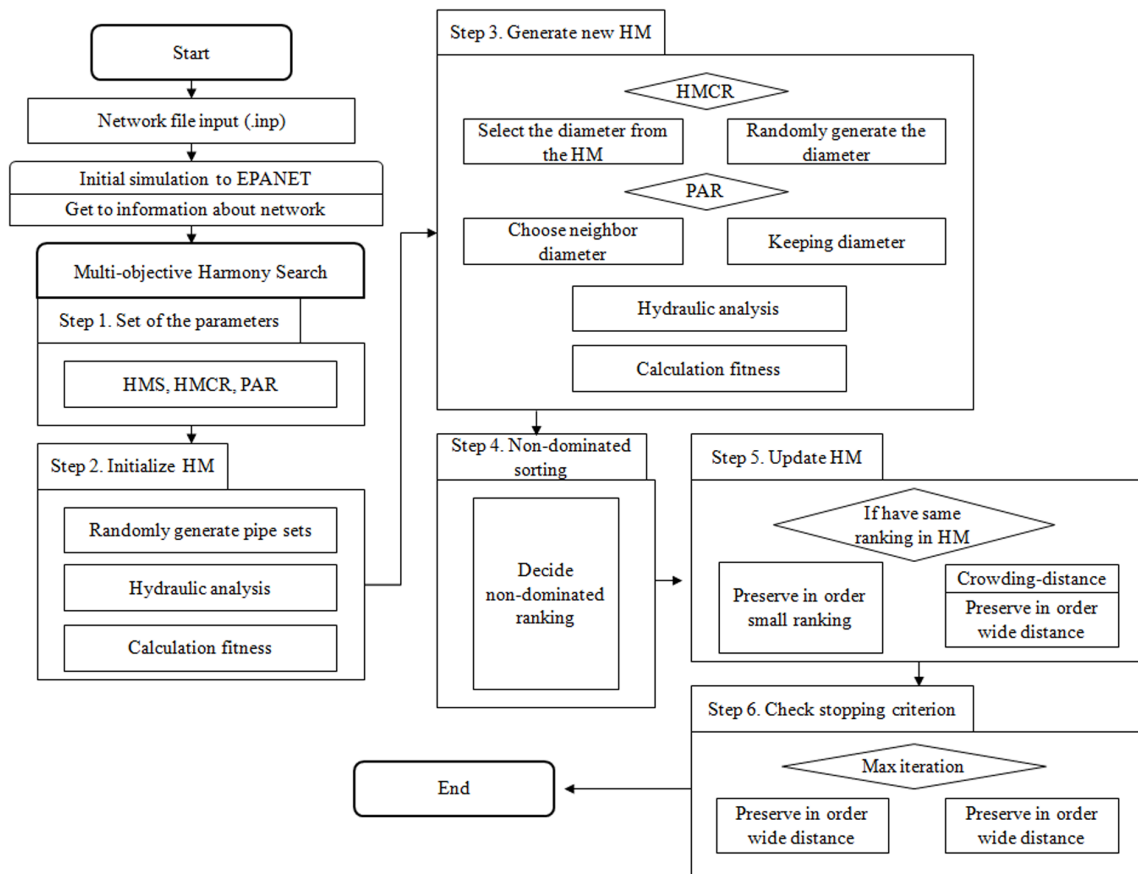 Start
Network file input (.inp)
Initial simulation to EPANET
Get to information about network
Multi-objective Harmony Search
Step 1. Set of the parameters
HMS, HMCR, PAR
Step 2. Initialize HM
Randomly generate pipe sets
Hydraulic analysis
Calculation fitness
Step 3. Generate new HM
HMCR
Select the diameter from
the HM
Randomly generate the
diameter
PAR
Choose neighbor
diameter
Keeping diameter
Hydraulic analysis
Calculation fitness
Step 4. Non-dominated
sorting
Decide
non-dominated
ranking
Step 5. Update HM
If have same
ranking in HM
Preserve in order
small ranking
Crowding-distance
Preserve in order
wide distance
Step 6. Check stopping criterion
Max iteration
Preserve in order
wide distance
Preserve in order
wide distance
End